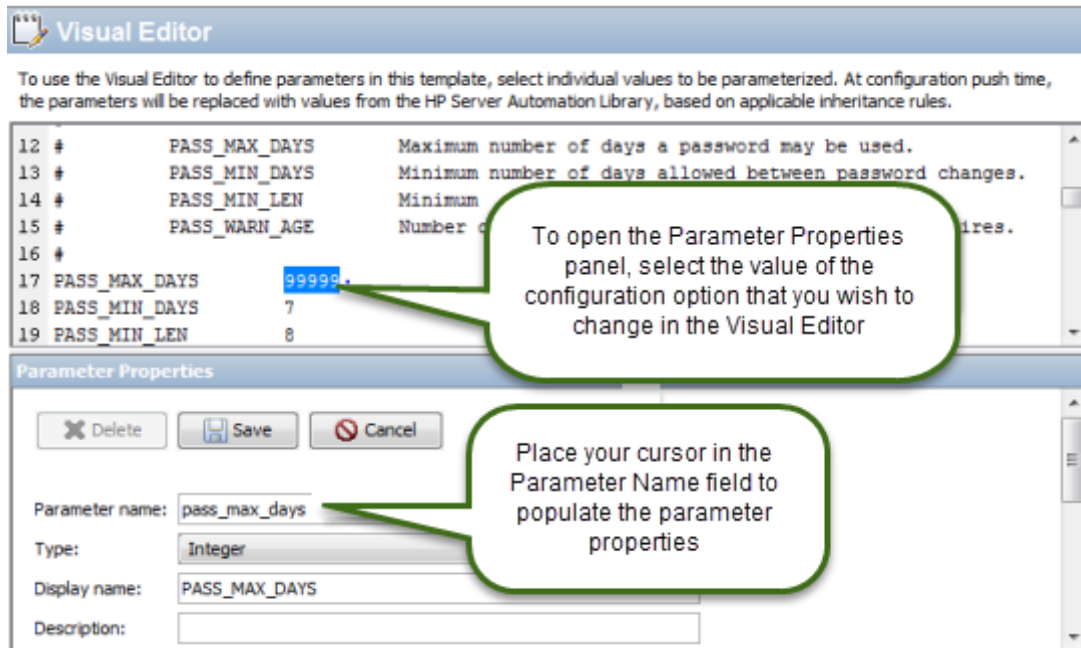 Visual Editor
To use the Visual Editor to define parameters in this template, select individual values to be parameterized. At configuration push time,
the parameters will be replaced with values from the HP Server Automation Library, based on applicable inheritance rules.
12 # PASS_MAX_DAYS Maximum number of days a password may be used.
13 # PASS_MIN_DAYS Minimum number of days allowed between password changes.
14 # PASS_MIN_LEN Minimum
15 # PASS_WARN_AGE Number
16 #
17 PASS_MAX_DAYS 99999
18 PASS_MIN_DAYS 7
19 PASS_MIN_LEN 8
To open the Parameter Properties
panel, select the value of the
configuration option that you wish to
change in the Visual Editor
Parameter Properties
Delete Save Cancel
Place your cursor in the
Parameter Name field to
populate the parameter
properties
Parameter name: pass_max_days
Type: Integer
Display name: PASS_MAX_DAYS
Description: